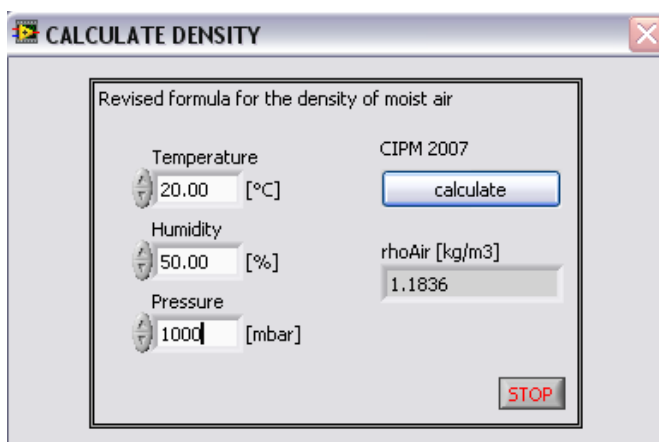 CALCULATE DENSITY
Revised formula for the density of moist air
Temperature
20.00 [°C]
Humidity
50.00 [%]
Pressure
1000 [mbar]
CIPM 2007
calculate
rhoAir [kg/m3]
1.1836
STOP